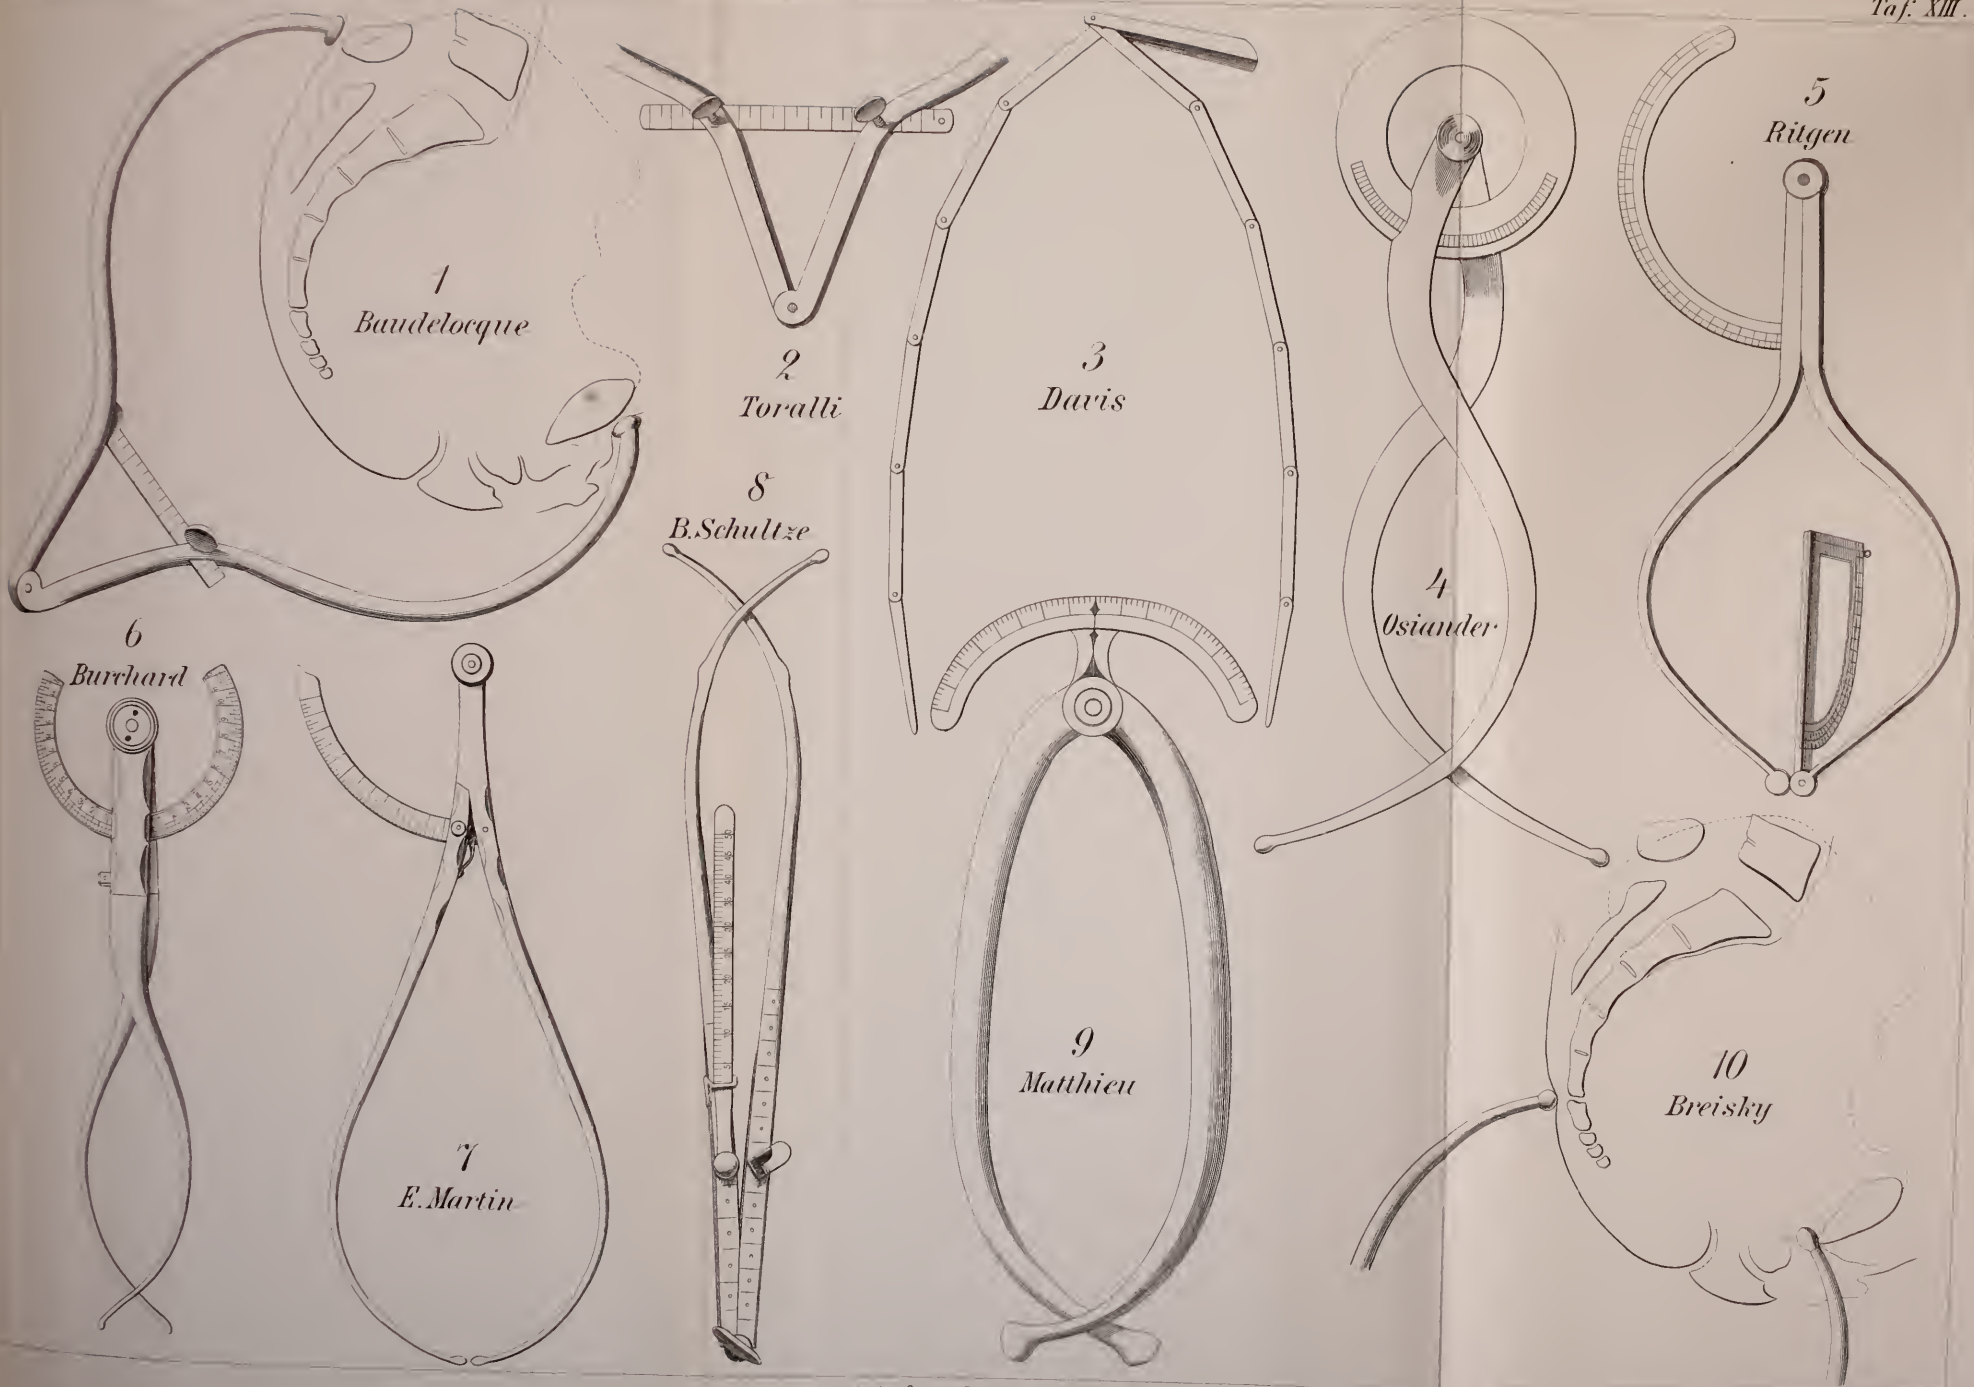 Taf. XIII.
1
Baudelocque
2
Toralli
3
Davis
4
Osiander
5
Ritgen
6
Burchard
7
E. Martin
8
B. Schultze
9
Matthieu
10
Breisky